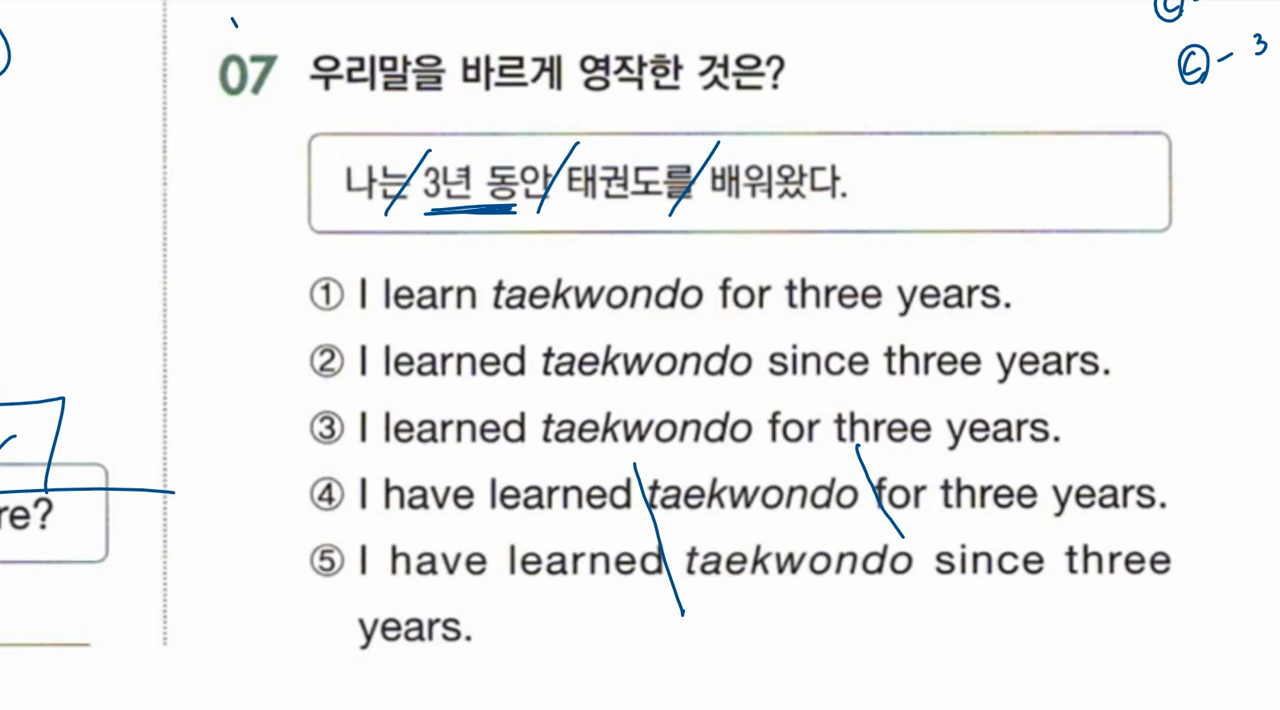 © -
© - 3
07 우리말을 바르게 영작한 것은?
나는 3년 동안 태권도를 배워왔다.
① I learn taekwondo for three years.
② I learned taekwondo since three years.
③ I learned taekwondo for three years.
④ I have learned taekwondo for three years.
re?
⑤ I have learned taekwondo since three
years.